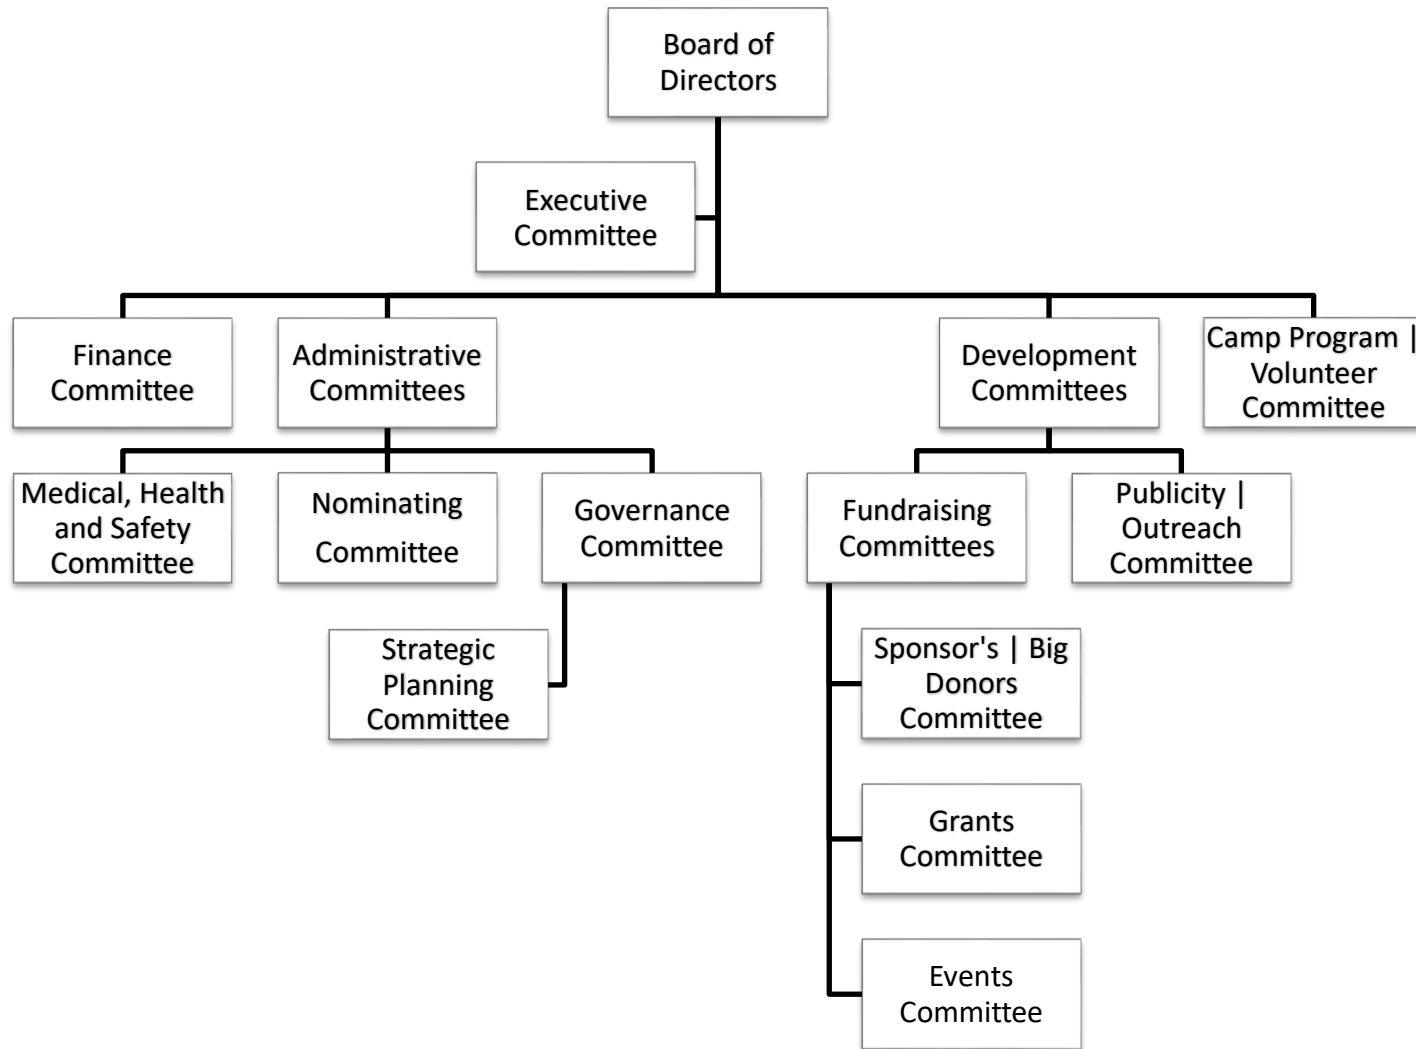 Board of
Directors
Executive
Committee
Finance
Committee
Administrative
Committees
Development
Committees
Camp Program |
Volunteer
Committee
Medical, Health
and Safety
Committee
Nominating
Committee
Governance
Committee
Fundraising
Committees
Publicity |
Outreach
Committee
Strategic
Planning
Committee
Sponsor's | Big
Donors
Committee
Grants
Committee
Events
Committee